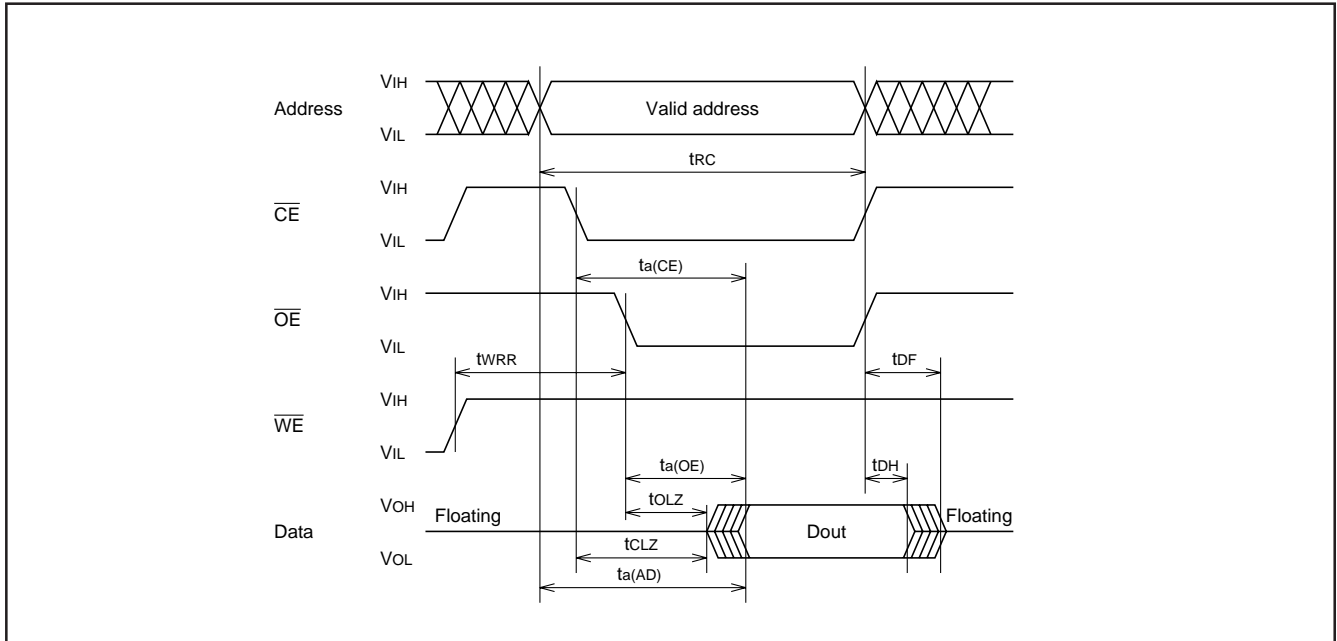 VIH
Address
Valid address
VIL
tRC
VIH
CE
VIL
ta(CE)
VIH
OE
VIL
tWRR
tDF
VIH
WE
VIL
ta(OE)
tDH
tOLZ
VOH
Floating
Floating
Data
Dout
tCLZ
VOL
ta(AD)